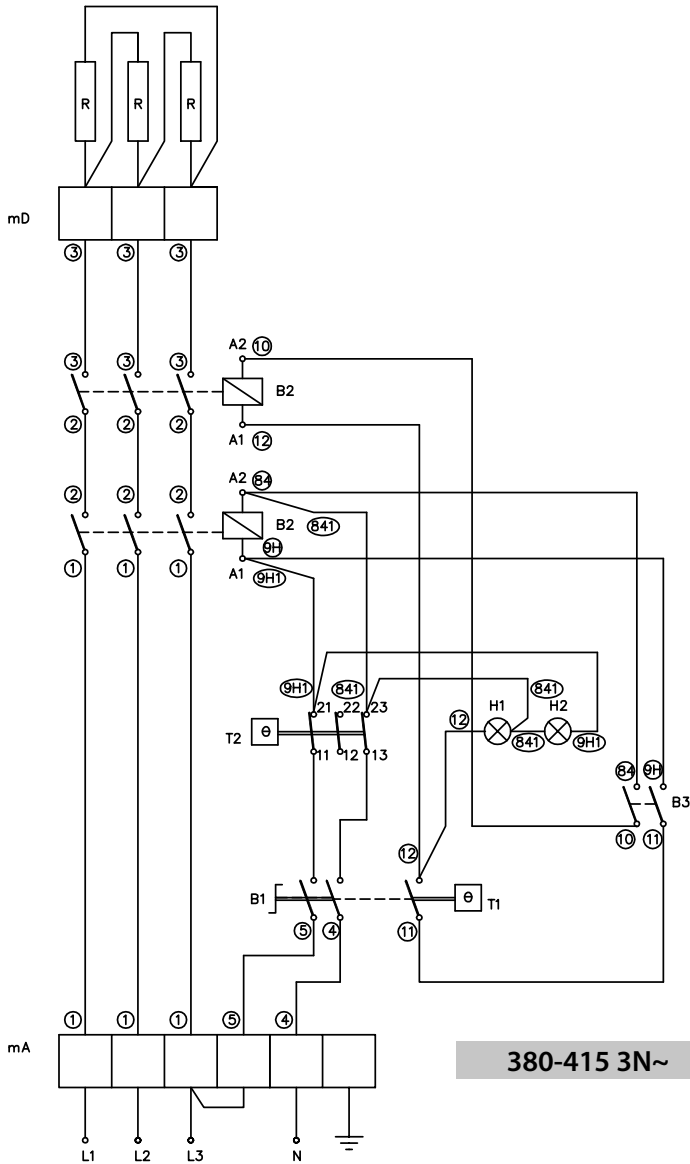 R R R
mD
3 3 3
3 3 3
A2 10
B2
2 2 2
A1 12
A2 84
2 2 2
B2
841
9H
1 1 1
A1
9H1
9H1 841
21 22 23
841
12 H1 H2
T2 θ
841 9H1
11 12 13
84 9H
B3
10 11
12
B1
θ T1
5 4 11
1 1 1 5 4
mA
380-415 3N~
L1 L2 L3 N